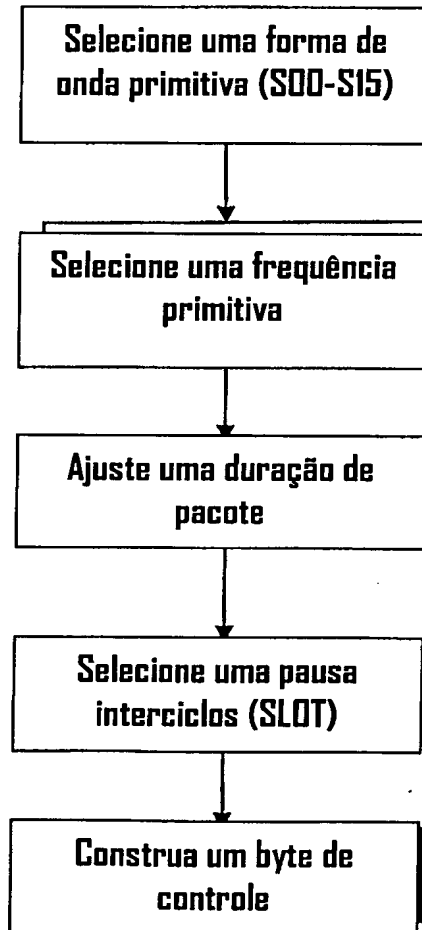 Selecione uma forma de
onda primitiva (S00-S15)
Selecione uma frequência
primitiva
Ajuste uma duração de
pacote
Selecione uma pausa
interciclos (SLOT)
Construa um byte de
controle